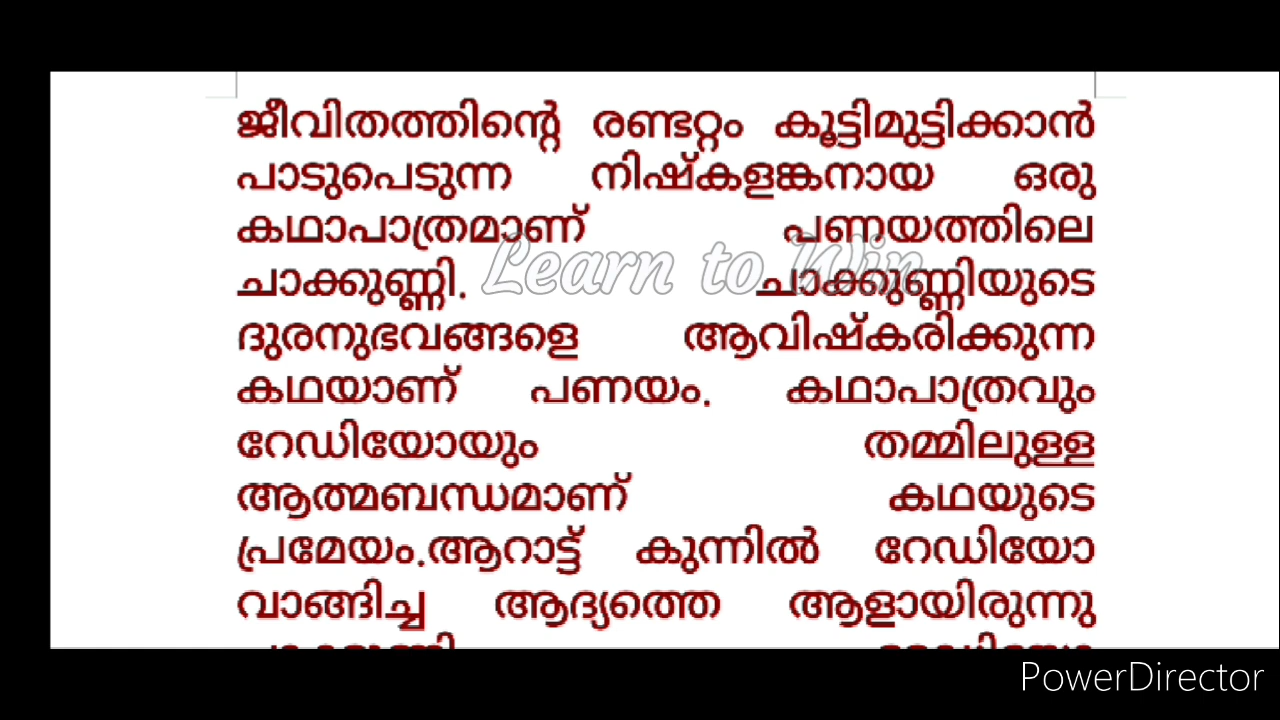 ജീവിതത്തിന്റെ രണ്ടറ്റം കൂട്ടിമുട്ടിക്കാൻ
പാടുപെടുന്ന നിഷ്കളങ്കനായ ഒരു
കഥാപാത്രമാണ് പണയത്തിലെ
Learn to Win
ചാക്കുണ്ണി. ചാക്കുണ്ണിയുടെ
ദുരനുഭവങ്ങളെ ആവിഷ്കരിക്കുന്ന
കഥയാണ് പണയം. കഥാപാത്രവും
റേഡിയോയും തമ്മിലുള്ള
ആത്മബന്ധമാണ് കഥയുടെ
പ്രമേയം.ആറാട്ട് കുന്നിൽ റേഡിയോ
വാങ്ങിച്ച ആദ്യത്തെ ആളായിരുന്നു
PowerDirector